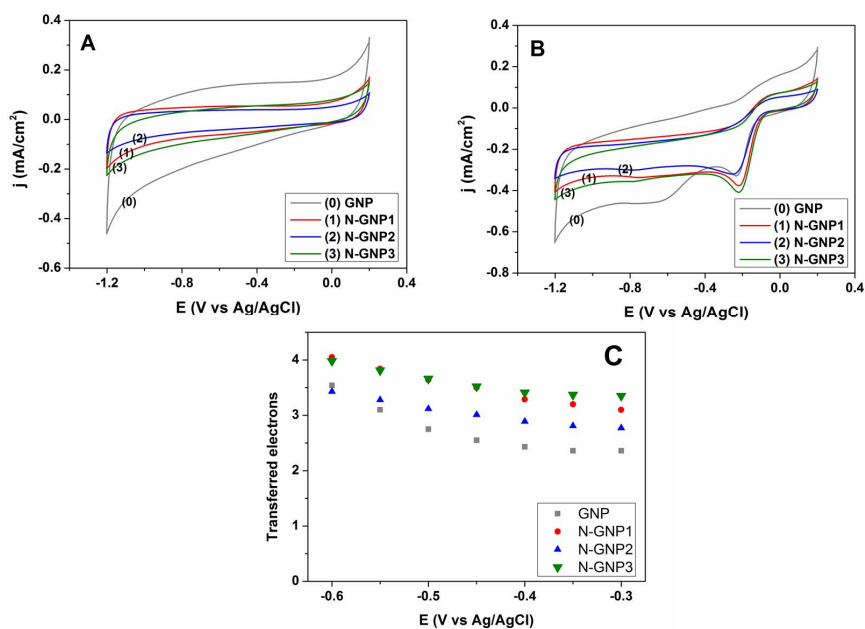 A
j (mA/cm²)
0.4
0.2
0.0
-0.2
-0.4
-0.6
(2)
(1)
(3)
(0)
(0) GNP
(1) N-GNP1
(2) N-GNP2
(3) N-GNP3
-1.2 -0.8 -0.4 0.0 0.4
E (V vs Ag/AgCl)
B
j (mA/cm²)
0.4
0.2
0.0
-0.2
-0.4
-0.6
-0.8
(2)
(1)
(3)
(0)
(0) GNP
(1) N-GNP1
(2) N-GNP2
(3) N-GNP3
-1.2 -0.8 -0.4 0.0 0.4
E (V vs Ag/AgCl)
C
Transferred electrons
4
3
2
1
0
GNP
N-GNP1
N-GNP2
N-GNP3
-0.6 -0.5 -0.4 -0.3
E (V vs Ag/AgCl)